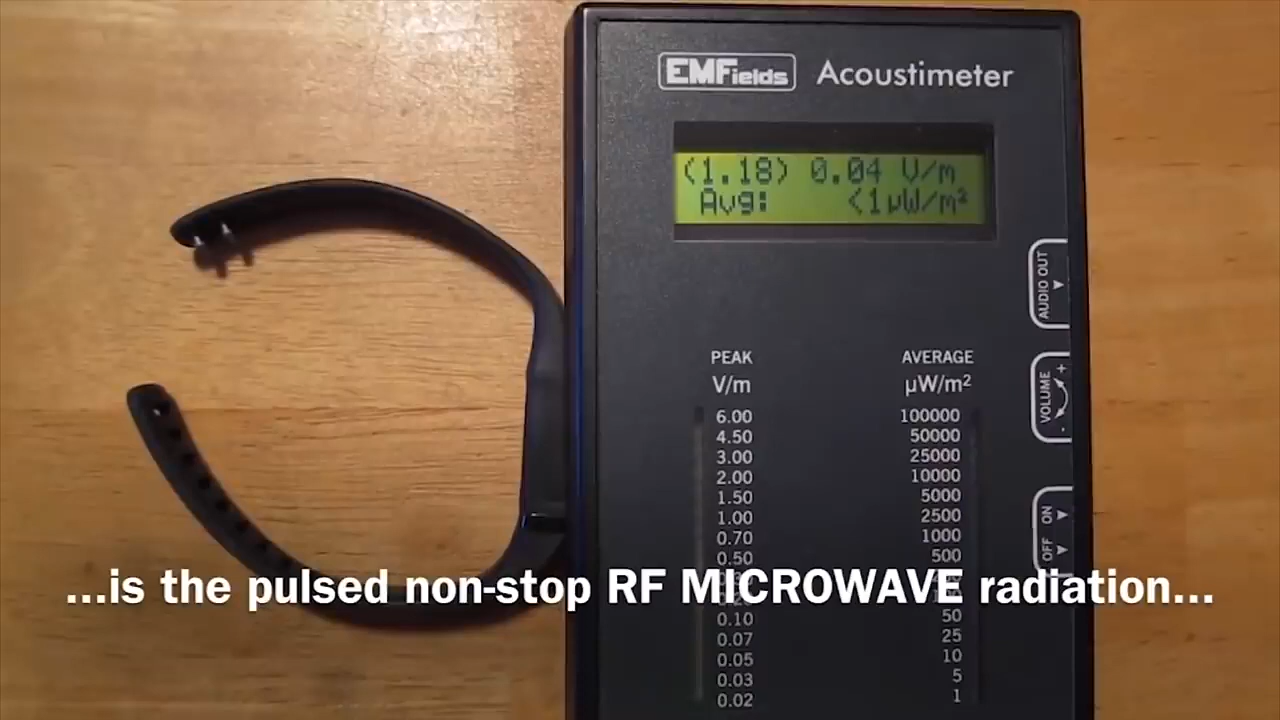 EMFields Acoustimeter
(1.18) 0.04 V/m
Avg: <1µW/m²
AUDIO OUT
PEAK AVERAGE
V/m µW/m²
6.00 100000
4.50 50000
3.00 25000
2.00 10000
1.50 5000
1.00 2500
0.70 1000
0.50 500
...is the pulsed non-stop RF MICROWAVE radiation...
0.10 50
0.07 25
0.05 10
0.03 5
0.02 1
VOLUME
- +
OFF ON